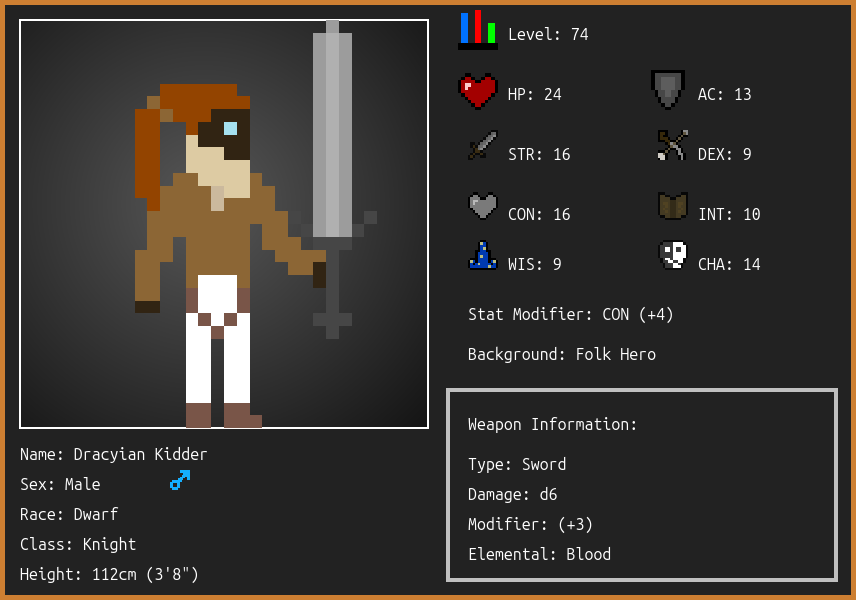 Level: 74
HP: 24
AC: 13
STR: 16
DEX: 9
CON: 16
INT: 10
WIS: 9
CHA: 14
Stat Modifier: CON (+4)
Background: Folk Hero
Weapon Information:
Type: Sword
Damage: d6
Modifier: (+3)
Elemental: Blood
Name: Dracyian Kidder
Sex: Male
Race: Dwarf
Class: Knight
Height: 112cm (3'8")